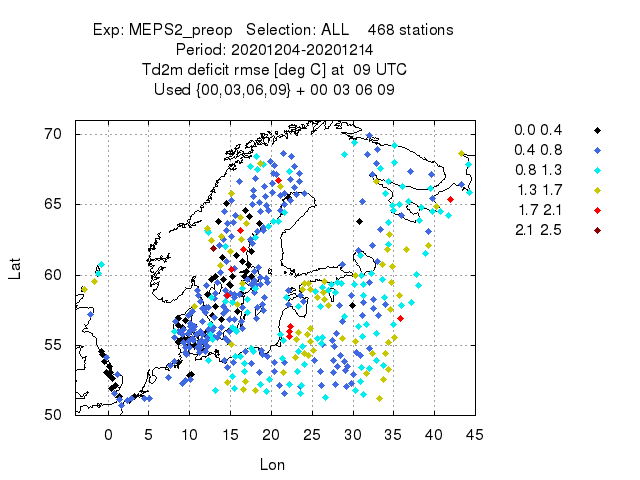 Exp: MEPS2_preop   Selection: ALL    468 stations
Period: 20201204-20201214
Td2m deficit rmse [deg C] at  09 UTC
Used {00,03,06,09} + 00 03 06 09
70
65
60
55
50
Lat
0 5 10 15 20 25 30 35 40 45
Lon
0.0 0.4
0.4 0.8
0.8 1.3
1.3 1.7
1.7 2.1
2.1 2.5